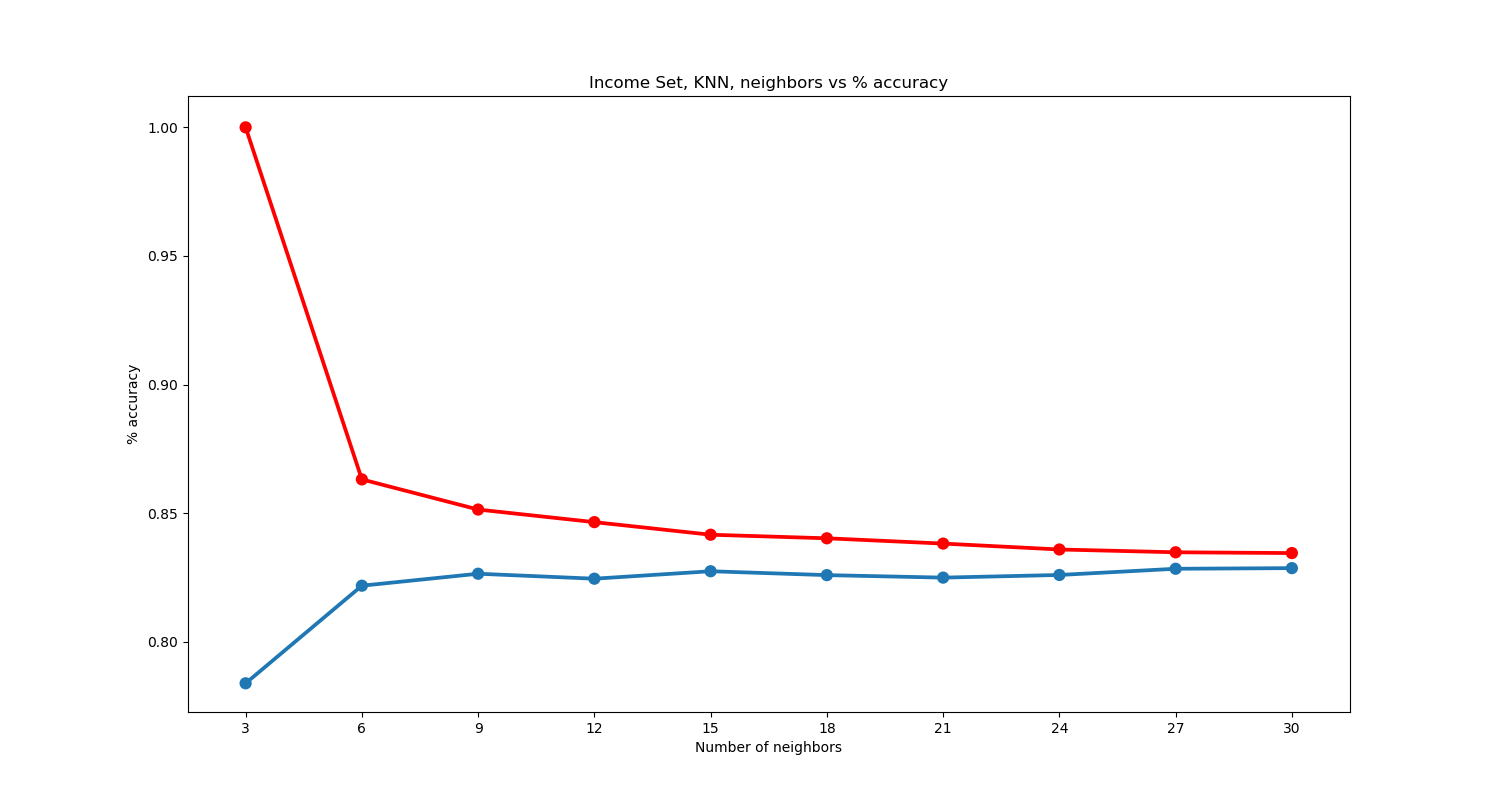 Income Set, KNN, neighbors vs % accuracy
1.00
0.95
0.90
0.85
0.80
% accuracy
3 6 9 12 15 18 21 24 27 30
Number of neighbors